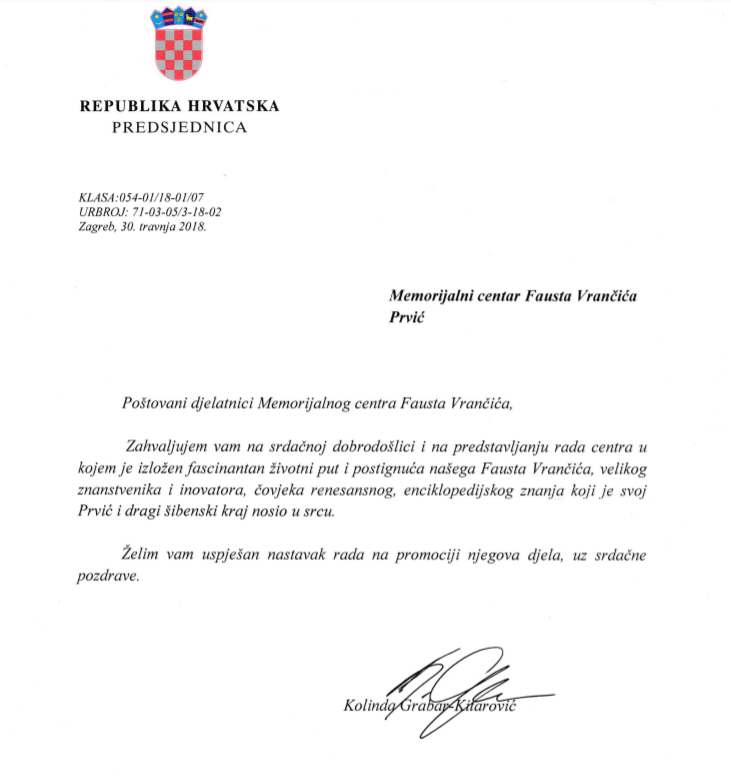 REPUBLIKA HRVATSKA
PREDSJEDNICA
KLASA:054-01/18-01/07
URBROJ: 71-03-05/3-18-02
Zagreb, 30. travnja 2018.
Memorijalni centar Fausta Vrančića
Prvić
Poštovani djelatnici Memorijalnog centra Fausta Vrančića,
Zahvaljujem vam na srdačnoj dobrodošlici i na predstavljanju rada centra u
kojem je izložen fascinantan životni put i postignuća našega Fausta Vrančića, velikog
znanstvenika i inovatora, čovjeka renesansnog, enciklopedijskog znanja koji je svoj
Prvić i dragi šibenski kraj nosio u srcu.
Želim vam uspješan nastavak rada na promociji njegova djela, uz srdačne
pozdrave.
Kolinda Grabar-Kitarović